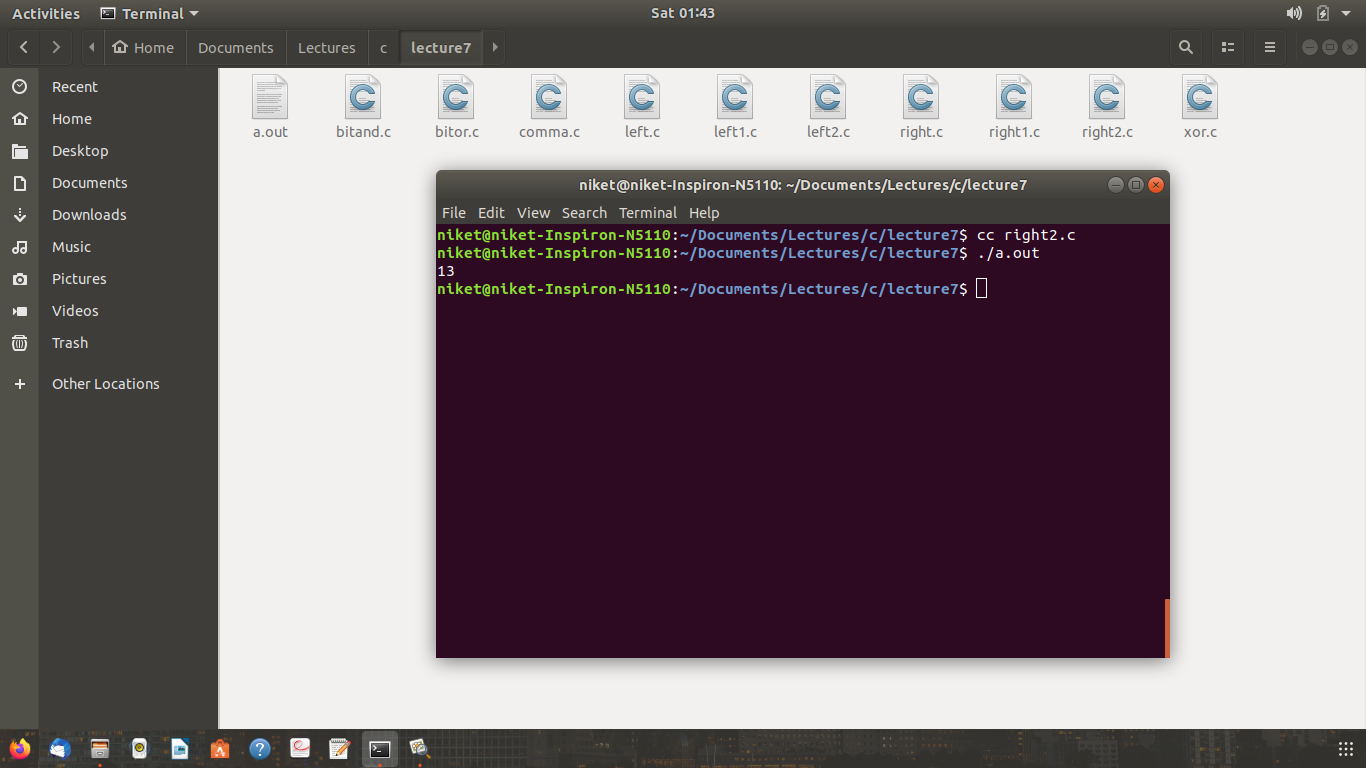 Activities Terminal Sat 01:43
Home Documents Lectures c lecture7
Recent
Home
Desktop
Documents
Downloads
Music
Pictures
Videos
Trash
Other Locations
a.out bitand.c bitor.c comma.c left.c left1.c left2.c right.c right1.c right2.c xor.c
niket@niket-Inspiron-N5110: ~/Documents/Lectures/c/lecture7
File Edit View Search Terminal Help
niket@niket-Inspiron-N5110:~/Documents/Lectures/c/lecture7$ cc right2.c
niket@niket-Inspiron-N5110:~/Documents/Lectures/c/lecture7$ ./a.out
13
niket@niket-Inspiron-N5110:~/Documents/Lectures/c/lecture7$